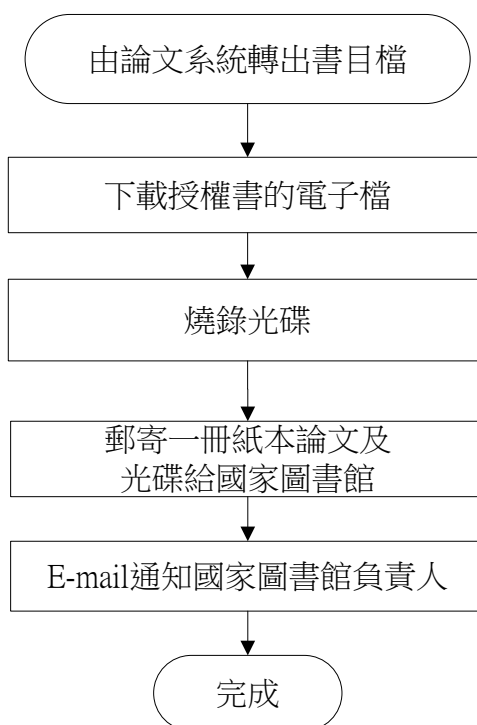 由論文系統轉出書目檔
下載授權書的電子檔
燒錄光碟
郵寄一冊紙本論文及
光碟給國家圖書館
E-mail通知國家圖書館負責人
完成